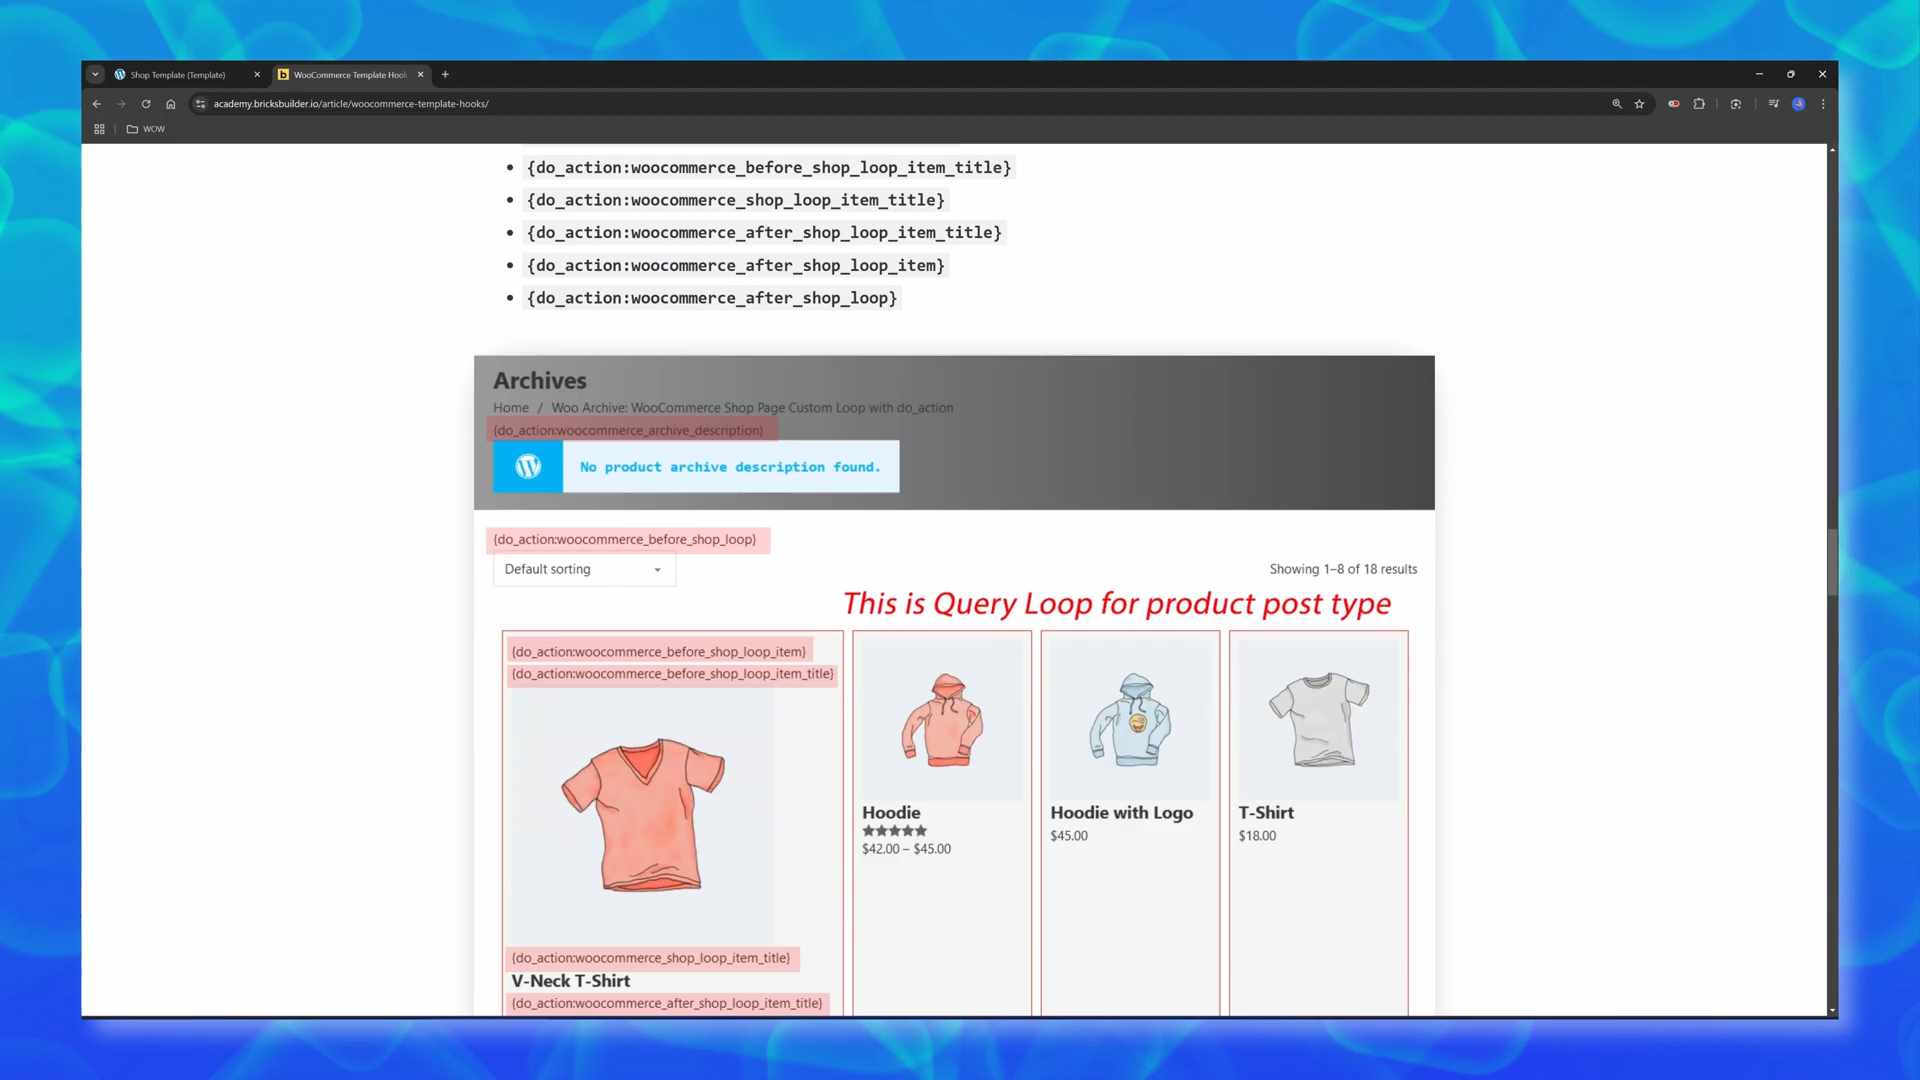 Shop Template (Template)
WooCommerce Template Hook
academy.bricksbuilder.io/article/woocommerce-template-hooks/
WOW
{do_action:woocommerce_before_shop_loop_item_title}
{do_action:woocommerce_shop_loop_item_title}
{do_action:woocommerce_after_shop_loop_item_title}
{do_action:woocommerce_after_shop_loop_item}
{do_action:woocommerce_after_shop_loop}
Archives
Home / Woo Archive: WooCommerce Shop Page Custom Loop with do_action
{do_action:woocommerce_archive_description}
No product archive description found.
{do_action:woocommerce_before_shop_loop}
Default sorting
Showing 1–8 of 18 results
This is Query Loop for product post type
{do_action:woocommerce_before_shop_loop_item}
{do_action:woocommerce_before_shop_loop_item_title}
Hoodie
$42.00 – $45.00
Hoodie with Logo
$45.00
T-Shirt
$18.00
{do_action:woocommerce_shop_loop_item_title}
V-Neck T-Shirt
{do_action:woocommerce_after_shop_loop_item_title}